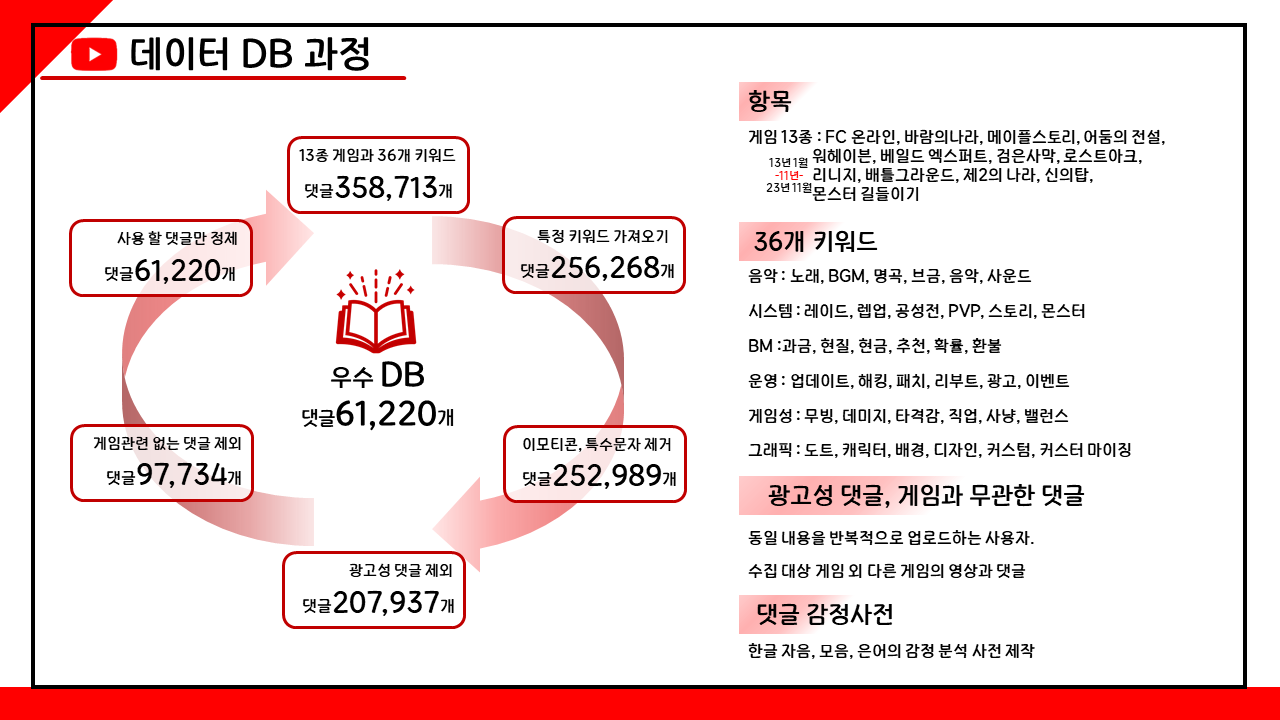 데이터 DB 과정
13종 게임과 36개 키워드
댓글358,713개
특정 키워드 가져오기
댓글256,268개
이모티콘, 특수문자 제거
댓글252,989개
광고성 댓글 제외
댓글207,937개
게임관련 없는 댓글 제외
댓글97,734개
사용 할 댓글만 정제
댓글61,220개
우수 DB
댓글61,220개
항목
게임 13종 : FC 온라인, 바람의나라, 메이플스토리, 어둠의 전설,
워헤이븐, 베일드 엑스퍼트, 검은사막, 로스트아크,
리니지, 배틀그라운드, 제2의 나라, 신의탑,
몬스터 길들이기
13년 1월
-11년-
23년 11월
36개 키워드
음악 : 노래, BGM, 명곡, 브금, 음악, 사운드
시스템 : 레이드, 렙업, 공성전, PVP, 스토리, 몬스터
BM :과금, 현질, 현금, 추천, 확률, 환불
운영 : 업데이트, 해킹, 패치, 리부트, 광고, 이벤트
게임성 : 무빙, 데미지, 타격감, 직업, 사냥, 밸런스
그래픽 : 도트, 캐릭터, 배경, 디자인, 커스텀, 커스터 마이징
광고성 댓글, 게임과 무관한 댓글
동일 내용을 반복적으로 업로드하는 사용자.
수집 대상 게임 외 다른 게임의 영상과 댓글
댓글 감정사전
한글 자음, 모음, 은어의 감정 분석 사전 제작